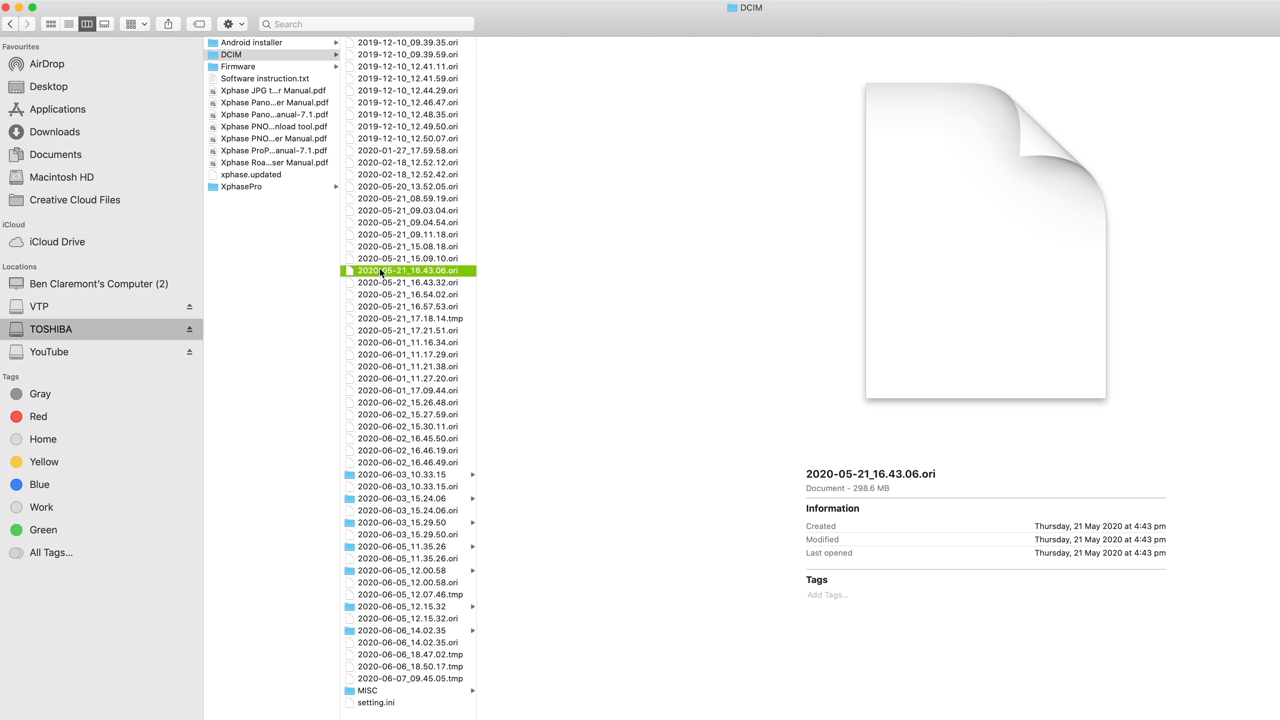 DCIM
Search
Favourites
AirDrop
Desktop
Applications
Downloads
Documents
Macintosh HD
Creative Cloud Files
iCloud
iCloud Drive
Locations
Ben Claremont's Computer (2)
VTP
TOSHIBA
YouTube
Tags
Gray
Red
Home
Yellow
Blue
Work
Green
All Tags...
Android installer
DCIM
Firmware
Software instruction.txt
Xphase JPG t...r Manual.pdf
Xphase Pano...er Manual.pdf
Xphase Pano...anual-7.1.pdf
Xphase PNO...nload tool.pdf
Xphase PNO...er Manual.pdf
Xphase ProP...anual-7.1.pdf
Xphase Roa...ser Manual.pdf
xphase.updated
XphasePro
2019-12-10_09.39.35.ori
2019-12-10_09.39.59.ori
2019-12-10_12.41.11.ori
2019-12-10_12.41.59.ori
2019-12-10_12.44.29.ori
2019-12-10_12.46.47.ori
2019-12-10_12.48.35.ori
2019-12-10_12.49.50.ori
2019-12-10_12.50.07.ori
2020-01-27_17.59.58.ori
2020-02-18_12.52.12.ori
2020-02-18_12.52.42.ori
2020-05-20_13.52.05.ori
2020-05-21_08.59.19.ori
2020-05-21_09.03.04.ori
2020-05-21_09.04.54.ori
2020-05-21_09.11.18.ori
2020-05-21_15.08.18.ori
2020-05-21_15.09.10.ori
2020-05-21_16.43.06.ori
2020-05-21_16.43.32.ori
2020-05-21_16.54.02.ori
2020-05-21_16.57.53.ori
2020-05-21_17.18.14.tmp
2020-05-21_17.21.51.ori
2020-06-01_11.16.34.ori
2020-06-01_11.17.29.ori
2020-06-01_11.21.38.ori
2020-06-01_11.27.20.ori
2020-06-01_17.09.44.ori
2020-06-02_15.26.48.ori
2020-06-02_15.27.59.ori
2020-06-02_15.30.11.ori
2020-06-02_16.45.50.ori
2020-06-02_16.46.19.ori
2020-06-02_16.46.49.ori
2020-06-03_10.33.15
2020-06-03_10.33.15.ori
2020-06-03_15.24.06
2020-06-03_15.24.06.ori
2020-06-03_15.29.50
2020-06-03_15.29.50.ori
2020-06-05_11.35.26
2020-06-05_11.35.26.ori
2020-06-05_12.00.58
2020-06-05_12.00.58.ori
2020-06-05_12.07.46.tmp
2020-06-05_12.15.32
2020-06-05_12.15.32.ori
2020-06-06_14.02.35
2020-06-06_14.02.35.ori
2020-06-06_18.47.02.tmp
2020-06-06_18.50.17.tmp
2020-06-07_09.45.05.tmp
MISC
setting.ini
2020-05-21_16.43.06.ori
Document - 298.6 MB
Information
Created Thursday, 21 May 2020 at 4:43 pm
Modified Thursday, 21 May 2020 at 4:43 pm
Last opened Thursday, 21 May 2020 at 4:43 pm
Tags
Add Tags...